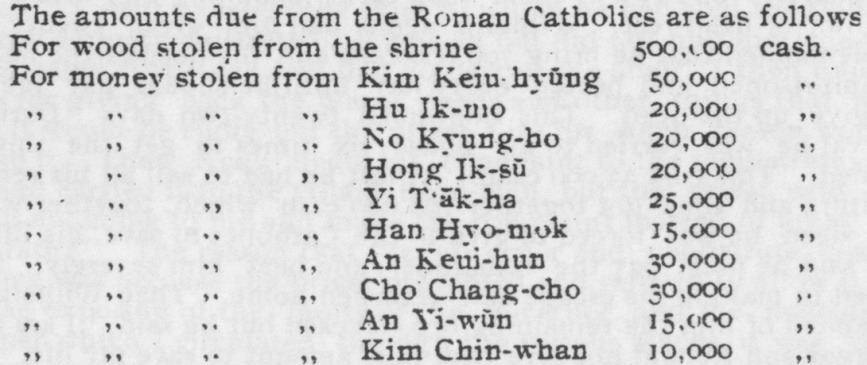 The amounts due from the Roman Catholics are as follows
For wood stolen from the shrine 500,000 cash.
For money stolen from Kim Keiu-hyŭng 50,000 ,,
,, ,, ,, ,, Hu Ik-mo 20,000 ,,
,, ,, ,, ,, No Kyung-ho 20,000 ,,
,, ,, ,, ,, Hong Ik-sŭ 20,000 ,,
,, ,, ,, ,, Yi T'ăk-ha 25,000 ,,
,, ,, ,, ,, Han Hyo-mok 15,000 ,,
,, ,, ,, ,, An Keui-hun 30,000 ,,
,, ,, ,, ,, Cho Chang-cho 30,000 ,,
,, ,, ,, ,, An Yi-wŭn 15,000 ,,
,, ,, ,, ,, Kim Chin-whan 10,000 ,,